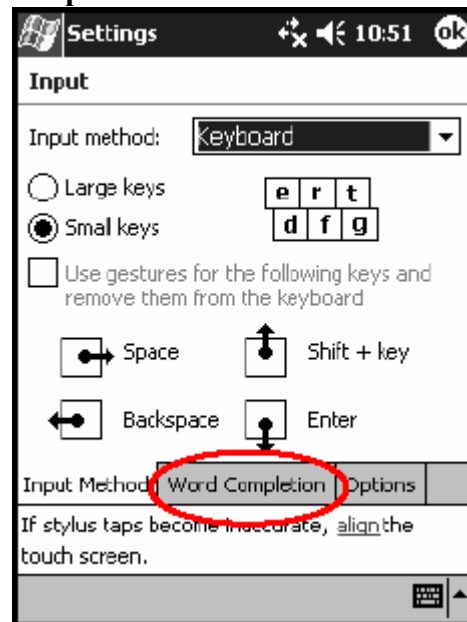 Settings 10:51 ok
Input
Input method: Keyboard
Large keys
e r t
Small keys
d f g
Use gestures for the following keys and
remove them from the keyboard
Space Shift + key
Backspace Enter
Input Method Word Completion Options
If stylus taps become inaccurate, align the
touch screen.